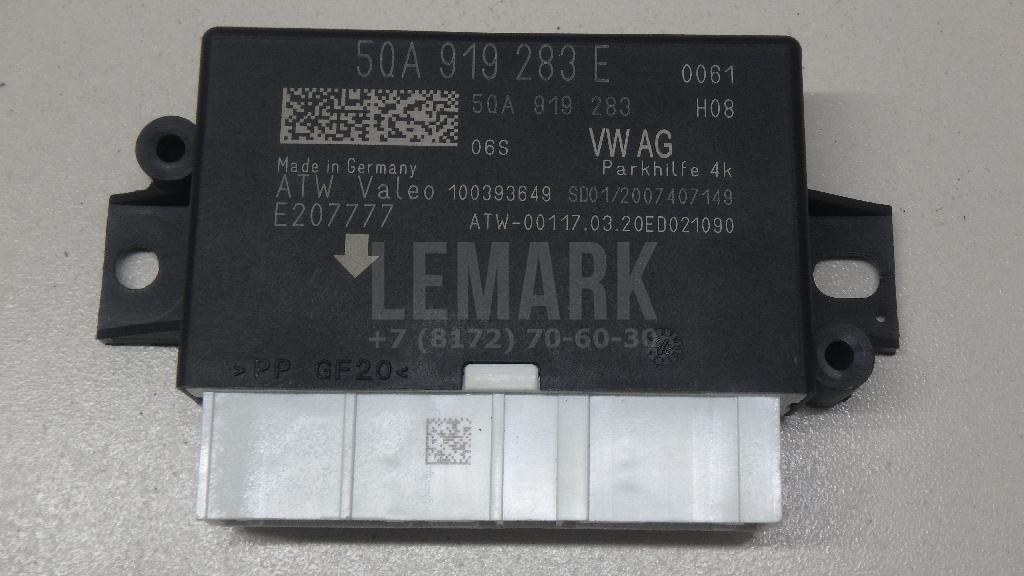 5QA 919 283 E 0061
5QA 919 283 H08
06S VW AG
Made in Germany Parkhilfe 4k
ATW Valeo 100393649 SD01/2007407149
E207777 ATW-00117.03.20ED021090
LEMARK
+7 (8172) 70-60-30
>PP GF20<